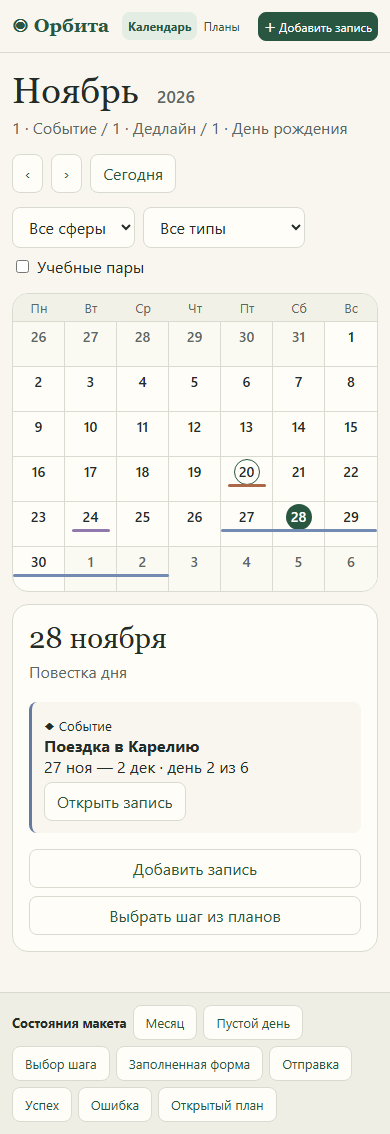 Орбита Календарь Планы + Добавить запись
Ноябрь 2026
1 · Событие / 1 · Дедлайн / 1 · День рождения
‹ › Сегодня
Все сферы Все типы
Учебные пары
Пн Вт Ср Чт Пт Сб Вс
26 27 28 29 30 31 1
2 3 4 5 6 7 8
9 10 11 12 13 14 15
16 17 18 19 20 21 22
23 24 25 26 27 28 29
30 1 2 3 4 5 6
28 ноября
Повестка дня
◆ Событие
Поездка в Карелию
27 ноя — 2 дек · день 2 из 6
Открыть запись
Добавить запись
Выбрать шаг из планов
Состояния макета Месяц Пустой день
Выбор шага Заполненная форма Отправка
Успех Ошибка Открытый план